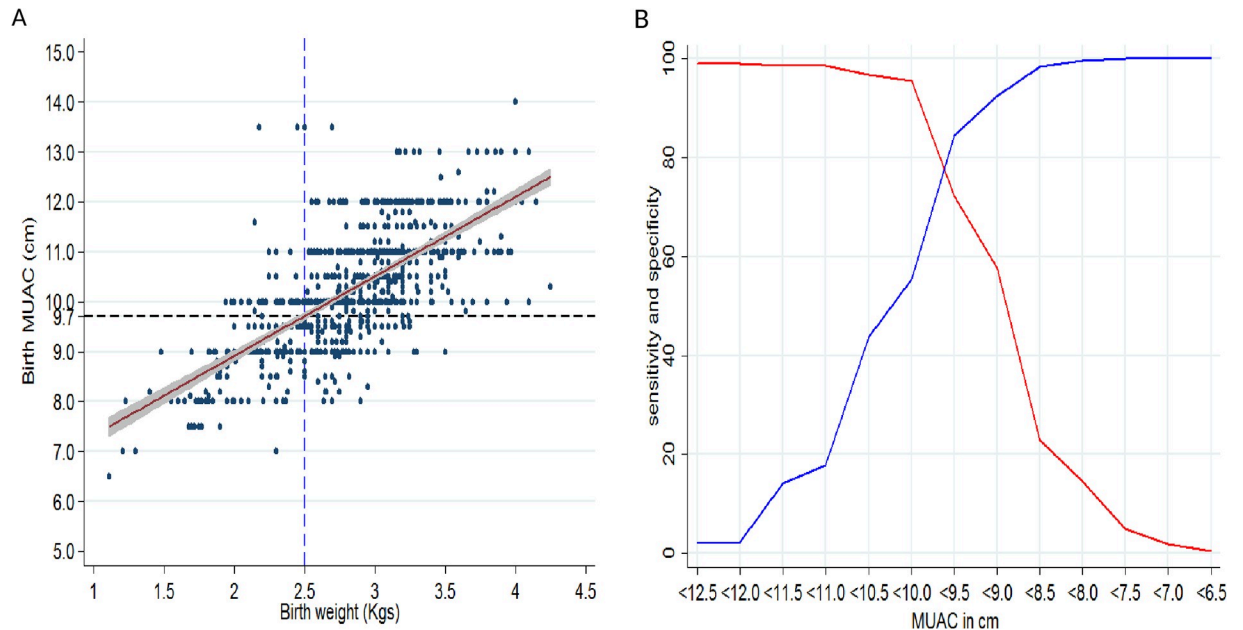 A
15.0
14.0
13.0
12.0
11.0
10.0
9.7
9.0
8.0
7.0
6.0
5.0
Birth MUAC (cm)
1 1.5 2 2.5 3 3.5 4 4.5
Birth weight (Kgs)
B
100
80
60
40
20
0
sensitivity and specificity
<12.5 <12.0 <11.5 <11.0 <10.5 <10.0 <9.5 <9.0 <8.5 <8.0 <7.5 <7.0 <6.5
MUAC in cm